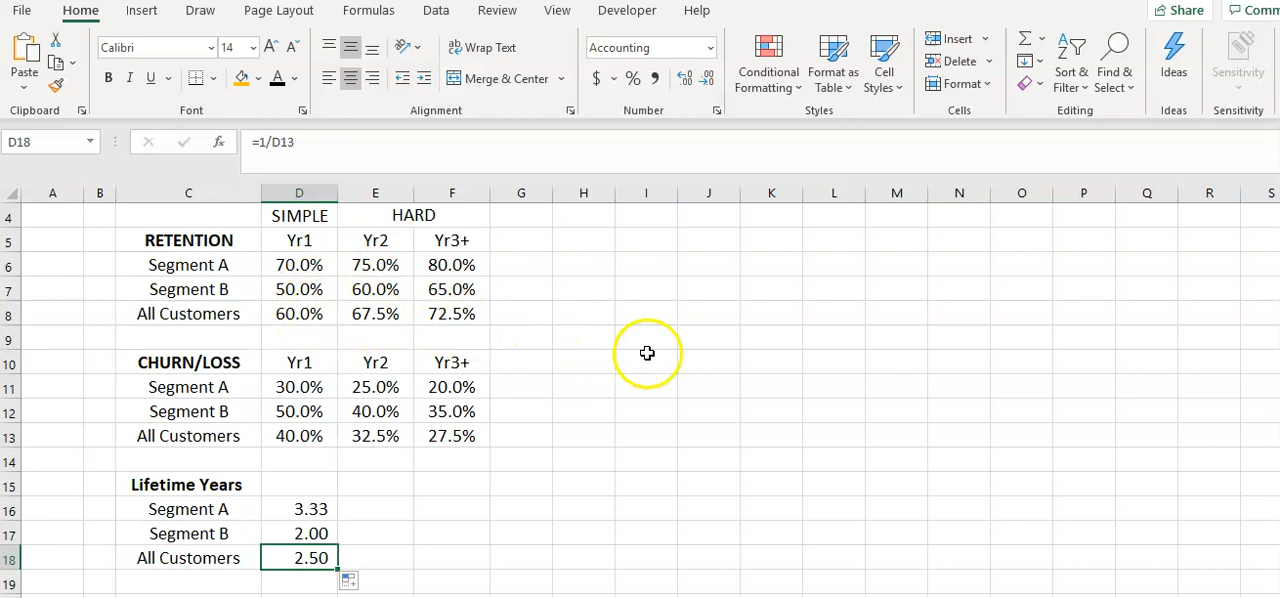 File Home Insert Draw Page Layout Formulas Data Review View Developer Help Share Comm
Paste Calibri 14 A A Wrap Text Accounting Conditional Formatting Format as Table Cell Styles Insert Sort & Filter Find & Select Ideas Sensitivity
B I U A Merge & Center $ % Delete
Format
Clipboard Font Alignment Number Styles Cells Editing Ideas Sensitivity
D18 fx =1/D13
A B C D E F G H I J K L M N O P Q R S
4 SIMPLE HARD
5 RETENTION Yr1 Yr2 Yr3+
6 Segment A 70.0% 75.0% 80.0%
7 Segment B 50.0% 60.0% 65.0%
8 All Customers 60.0% 67.5% 72.5%
9
10 CHURN/LOSS Yr1 Yr2 Yr3+
11 Segment A 30.0% 25.0% 20.0%
12 Segment B 50.0% 40.0% 35.0%
13 All Customers 40.0% 32.5% 27.5%
14
15 Lifetime Years
16 Segment A 3.33
17 Segment B 2.00
18 All Customers 2.50
19